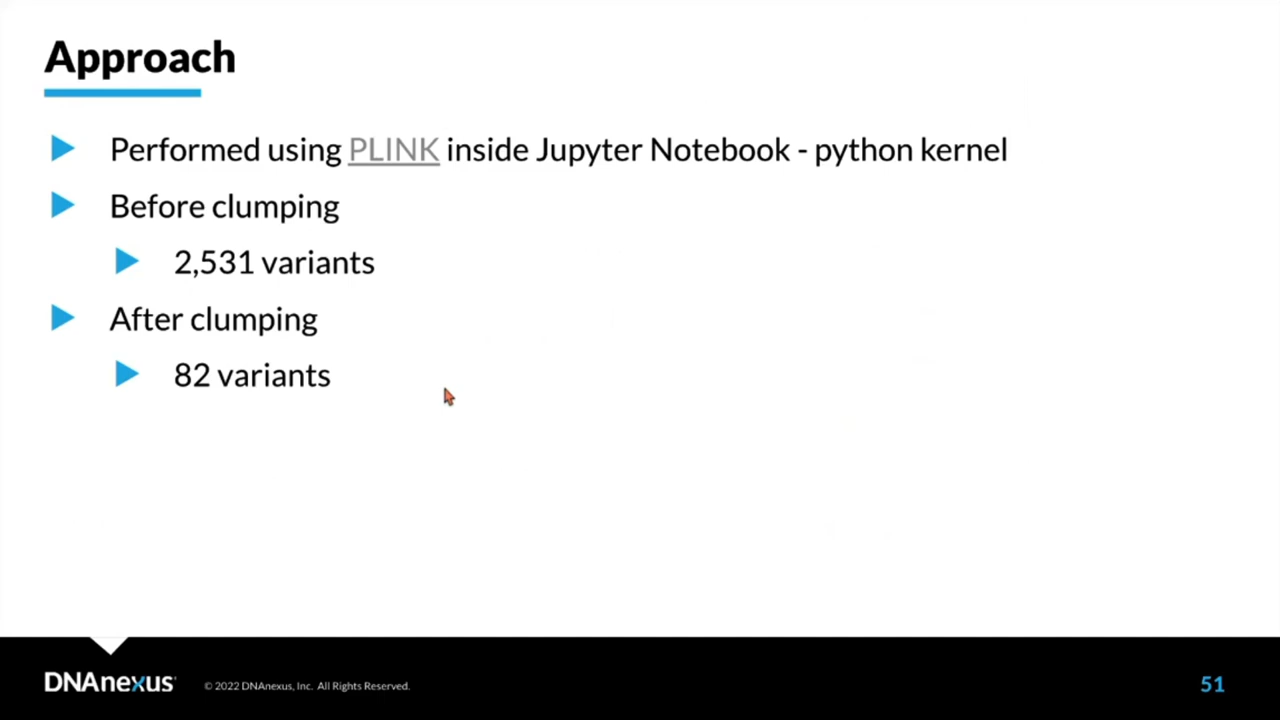 Approach
Performed using PLINK inside Jupyter Notebook - python kernel
Before clumping
2,531 variants
After clumping
82 variants
DNAnexus
© 2022 DNAnexus, Inc. All Rights Reserved.
51